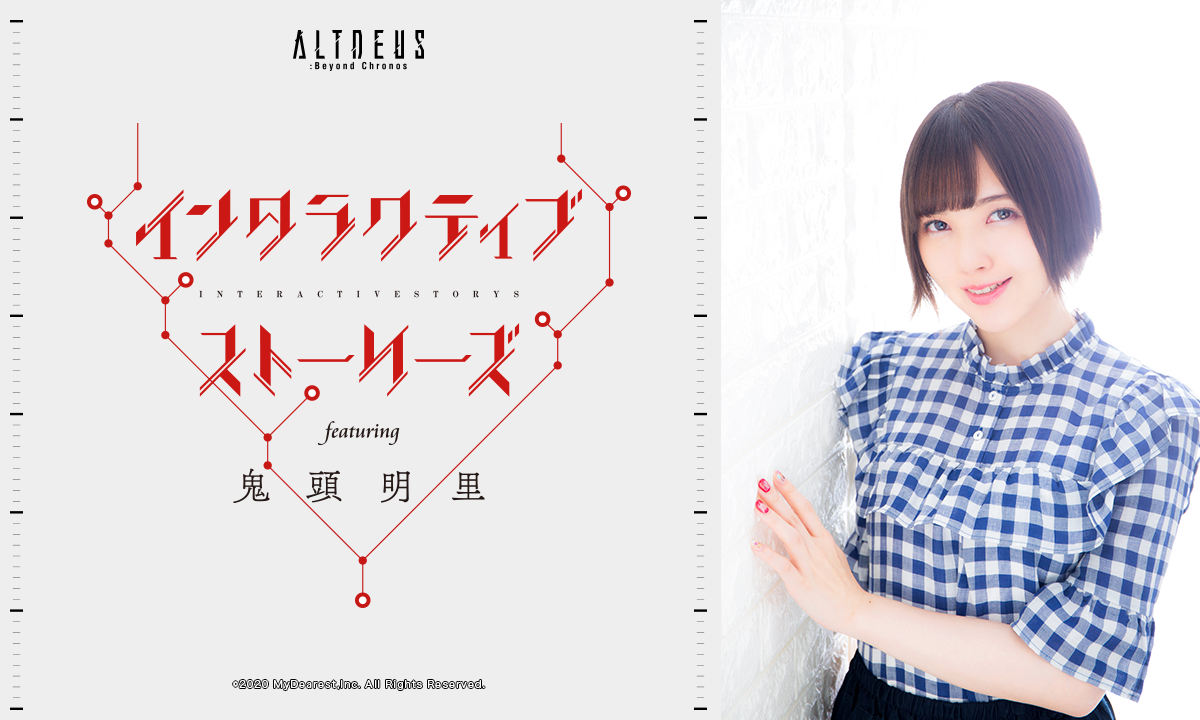 ALTDEUS
:Beyond Chronos
インタラクティブ
INTERACTIVESTORYS
ストーリーズ
featuring
鬼頭明里
©2020 MyDearest,Inc. All Rights Reserved.